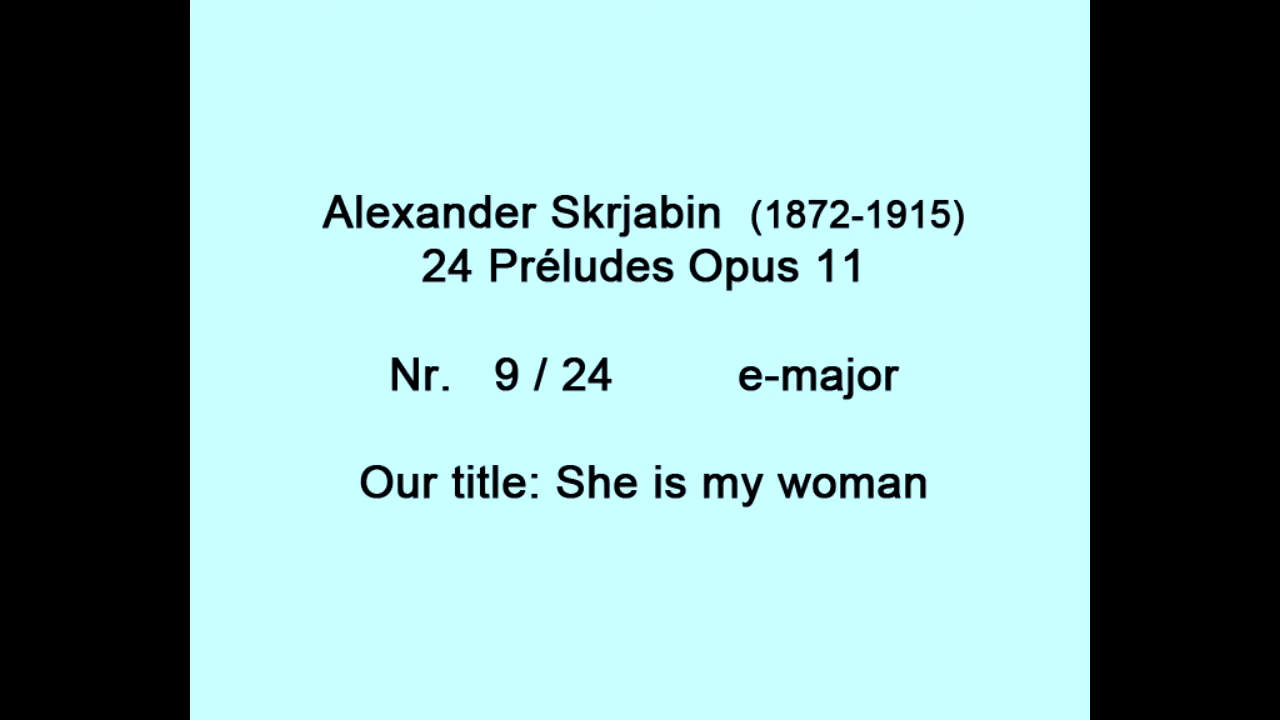 Alexander Skrjabin (1872-1915)
24 Préludes Opus 11
Nr. 9 / 24 e-major
Our title: She is my woman